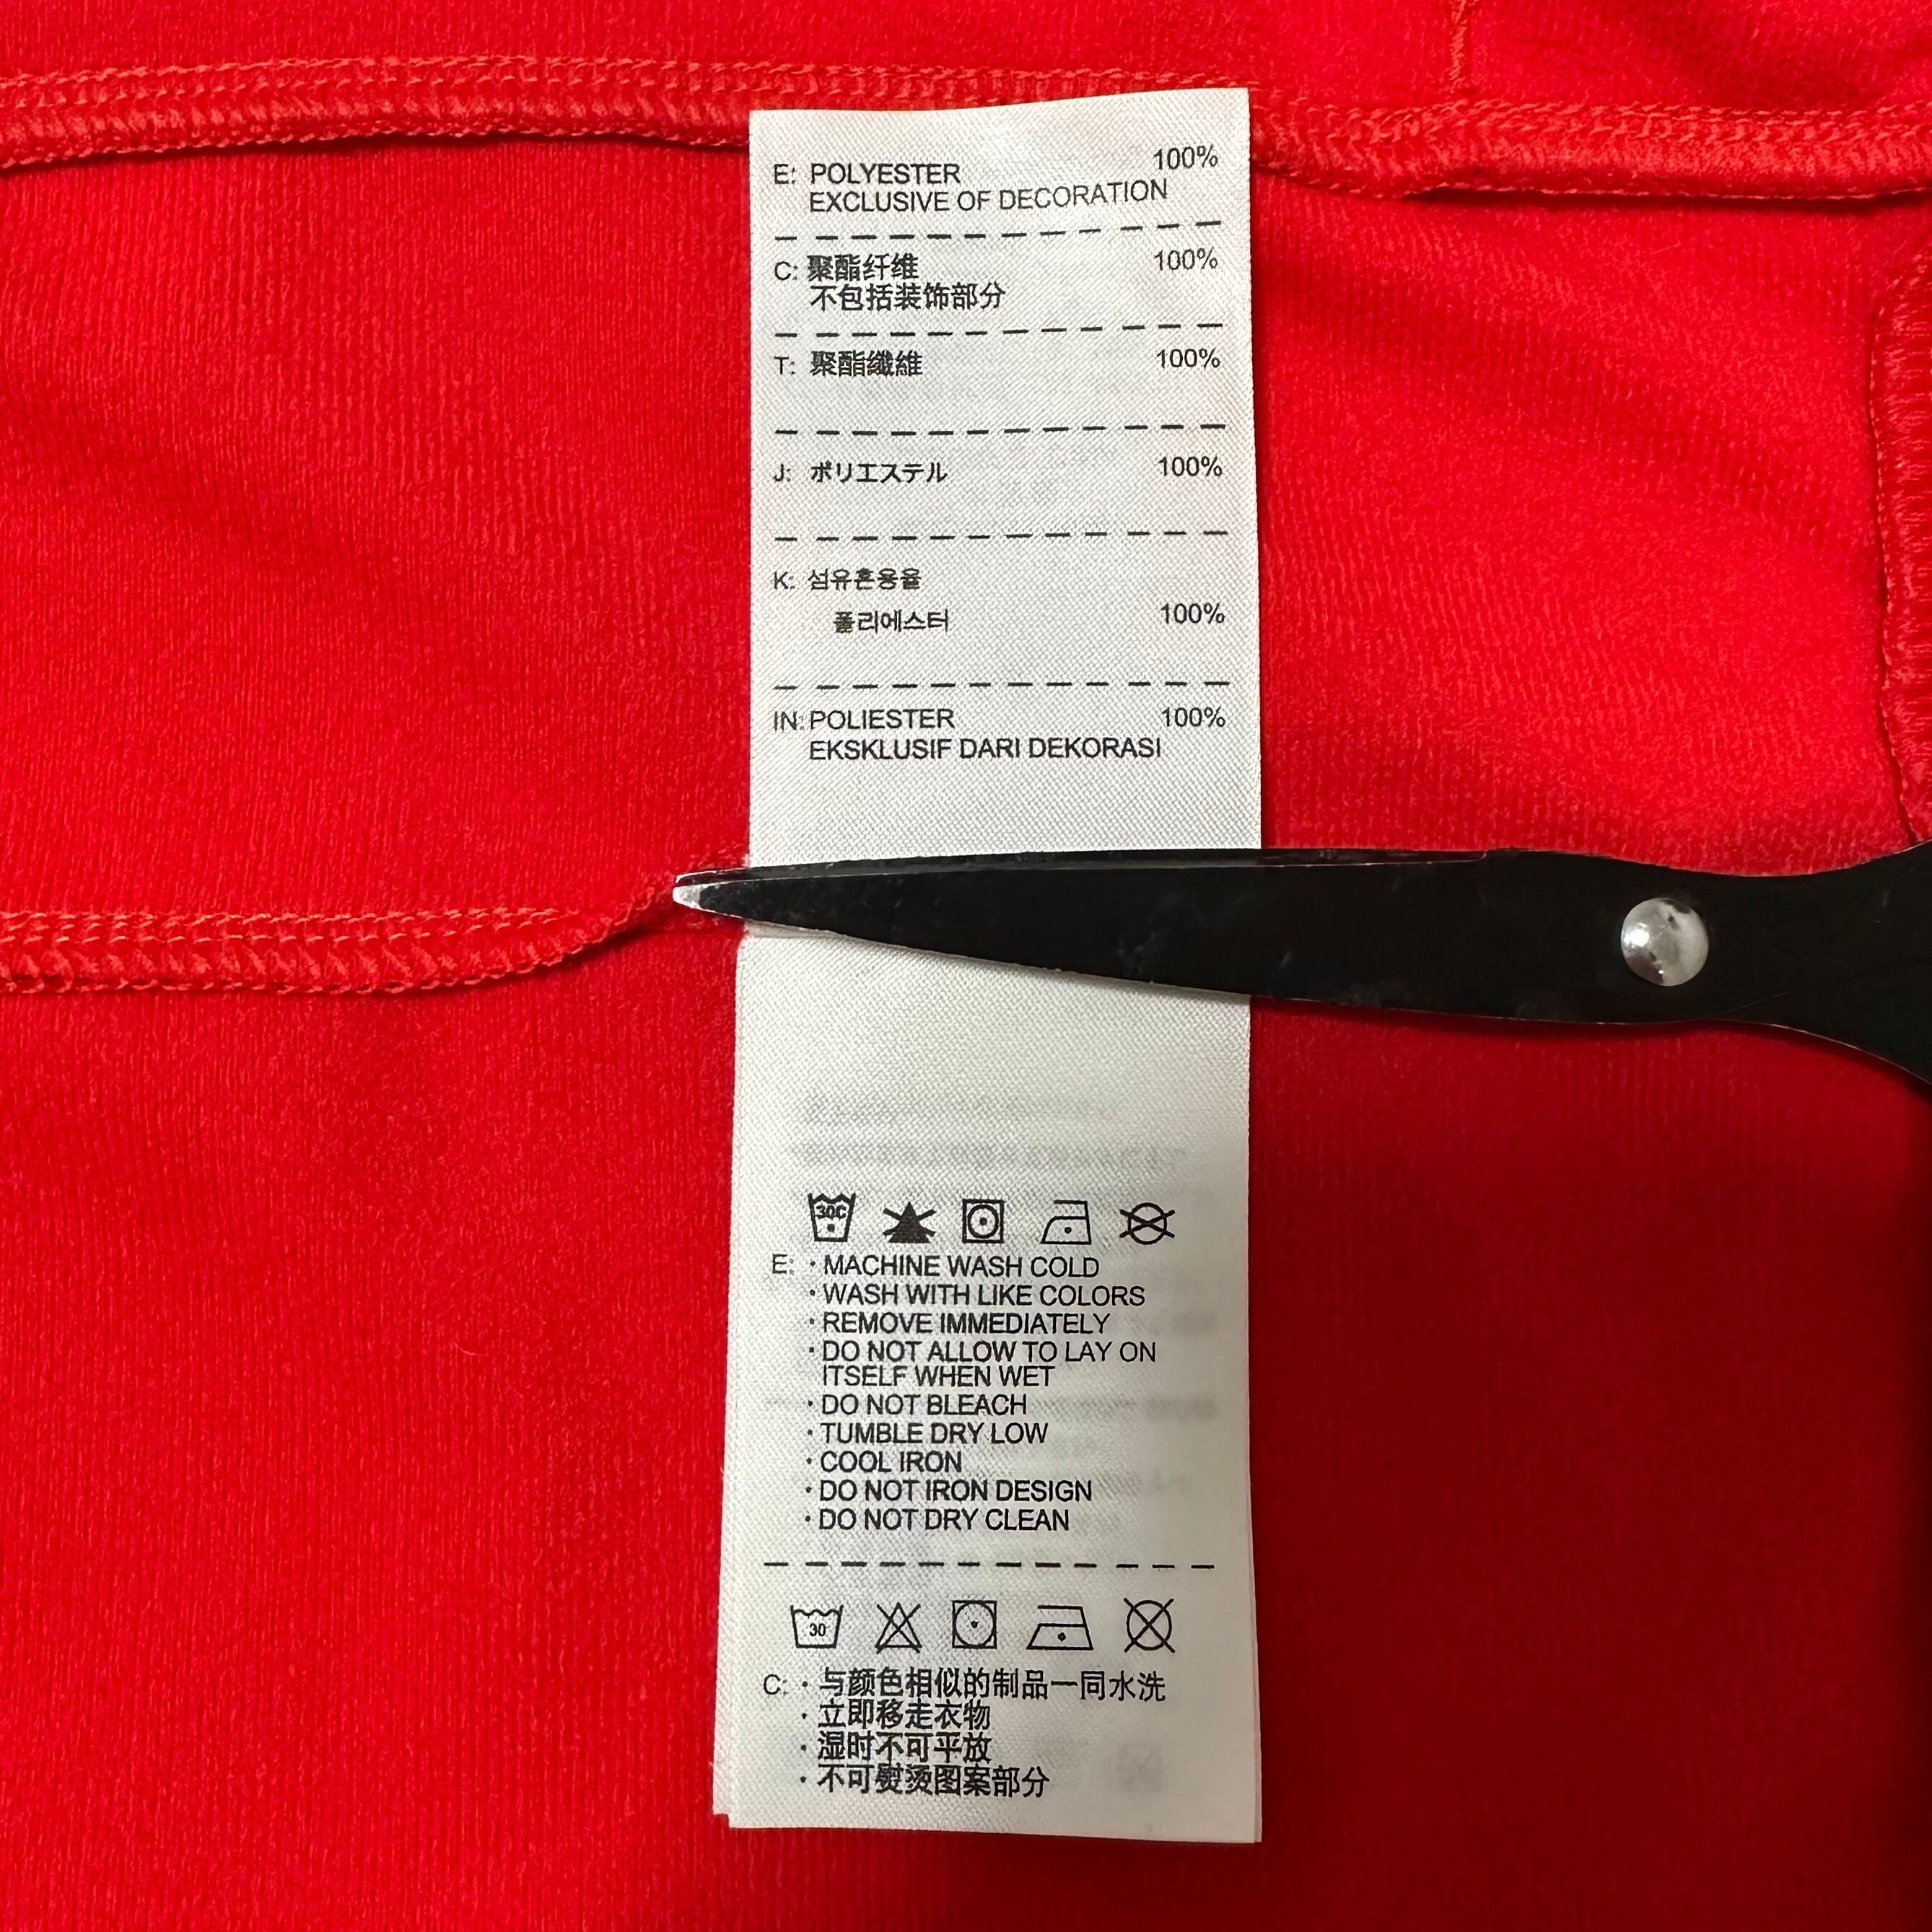 E: POLYESTER 100%
EXCLUSIVE OF DECORATION
C: 聚酯纤维 100%
不包括装饰部分
T: 聚酯纖維 100%
J: ポリエステル 100%
K: 섬유혼용율
폴리에스터 100%
IN: POLIESTER 100%
EKSKLUSIF DARI DEKORASI
30C
E: · MACHINE WASH COLD
· WASH WITH LIKE COLORS
· REMOVE IMMEDIATELY
· DO NOT ALLOW TO LAY ON
ITSELF WHEN WET
· DO NOT BLEACH
· TUMBLE DRY LOW
· COOL IRON
· DO NOT IRON DESIGN
· DO NOT DRY CLEAN
30
C: · 与颜色相似的制品一同水洗
· 立即移走衣物
· 湿时不可平放
· 不可熨烫图案部分